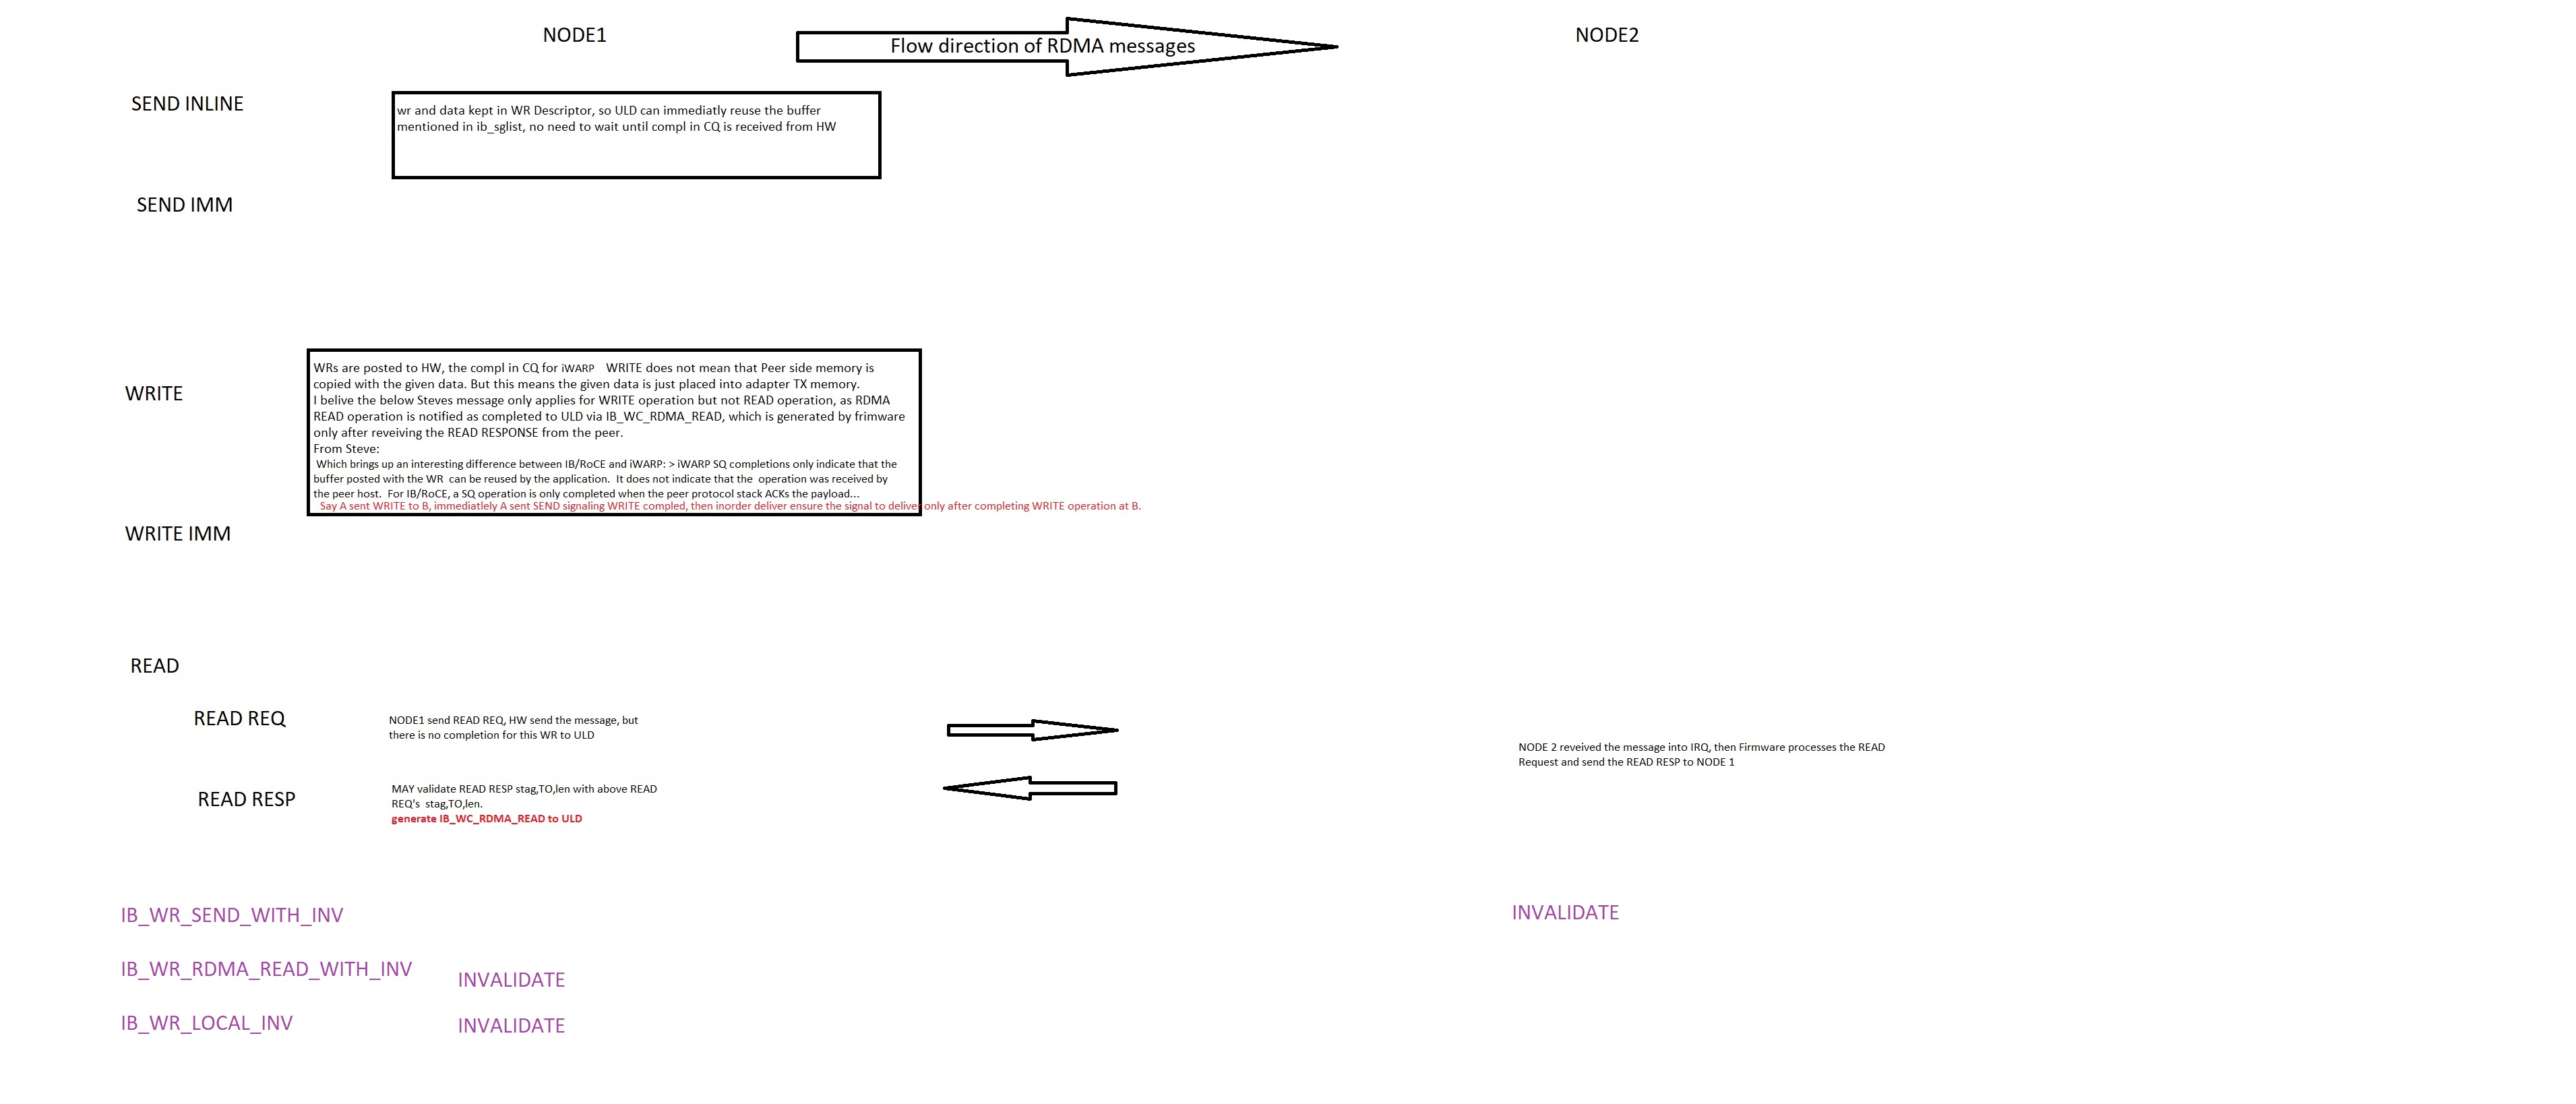 NODE1
Flow direction of RDMA messages
NODE2
SEND INLINE
wr and data kept in WR Descriptor, so ULD can immediatly reuse the buffer
mentioned in ib_sglist, no need to wait until compl in CQ is received from HW
SEND IMM
WRITE
WRs are posted to HW, the compl in CQ for iWARP WRITE does not mean that Peer side memory is
copied with the given data. But this means the given data is just placed into adapter TX memory.
I belive the below Steves message only applies for WRITE operation but not READ operation, as RDMA
READ operation is notified as completed to ULD via IB_WC_RDMA_READ, which is generated by frimware
only after reveiving the READ RESPONSE from the peer.
From Steve:
Which brings up an interesting difference between IB/RoCE and iWARP: > iWARP SQ completions only indicate that the
buffer posted with the WR can be reused by the application. It does not indicate that the operation was received by
the peer host. For IB/RoCE, a SQ operation is only completed when the peer protocol stack ACKs the payload...
Say A sent WRITE to B, immediatlely A sent SEND signaling WRITE compled, then inorder deliver ensure the signal to deliver only after completing WRITE operation at B.
WRITE IMM
READ
READ REQ
NODE1 send READ REQ, HW send the message, but
there is no completion for this WR to ULD
NODE 2 reveived the message into IRQ, then Firmware processes the READ
Request and send the READ RESP to NODE 1
READ RESP
MAY validate READ RESP stag,TO,len with above READ
REQ's stag,TO,len.
generate IB_WC_RDMA_READ to ULD
IB_WR_SEND_WITH_INV
INVALIDATE
IB_WR_RDMA_READ_WITH_INV
INVALIDATE
IB_WR_LOCAL_INV
INVALIDATE